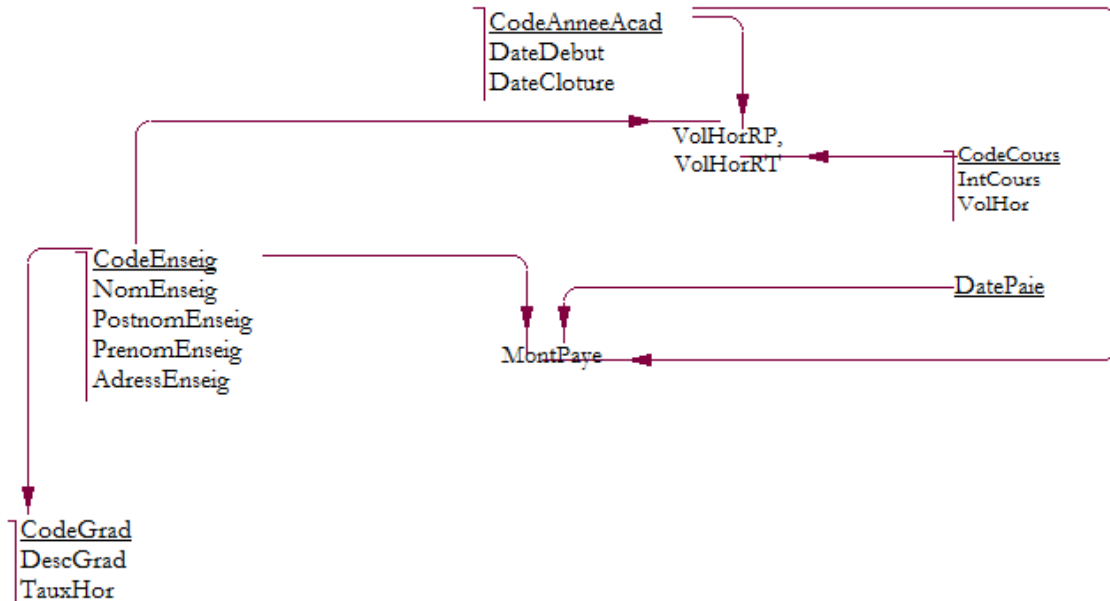 CodeAnneeAcad
DateDebut
DateCloture
VolHorRP,
VolHorRT
CodeCours
IntCours
VolHor
CodeEnseig
NomEnseig
PostnomEnseig
PrenomEnseig
AdressEnseig
DatePaie
MontPaye
CodeGrad
DescGrad
TauxHor